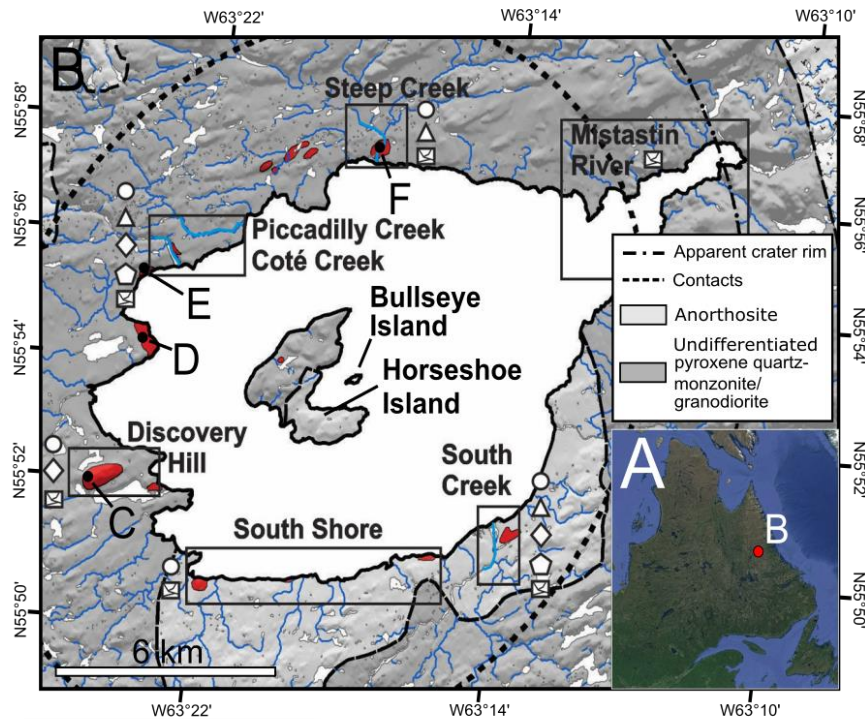 W63°22'
W63°14'
W63°10'
B
Steep Creek
N55°58'
N55°58'
Mistastin
River
F
N55°56'
N55°56'
Piccadilly Creek
Coté Creek
E
Apparent crater rim
Contacts
Bullseye
Island
Anorthosite
N55°54'
N55°54'
D
Undifferentiated
pyroxene quartz-
monzonite/
granodiorite
Horseshoe
Island
Discovery
Hill
South
Creek
N55°52'
N55°52'
A
C
South Shore
B
N55°50'
N55°50'
6 km
W63°22'
W63°14'
W63°10'